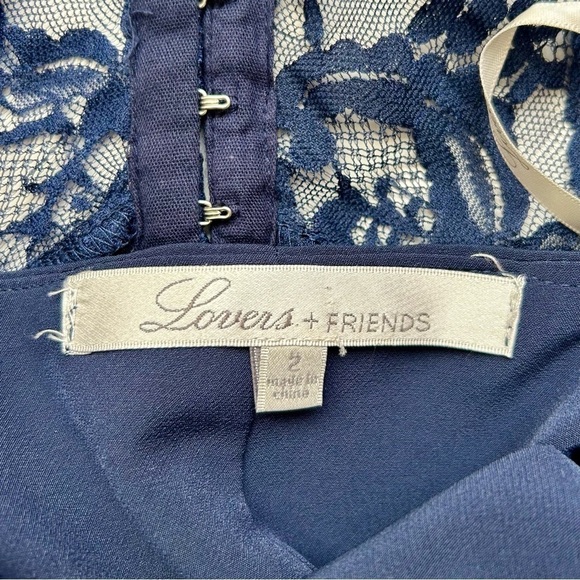 Lovers + FRIENDS
2
made in
china